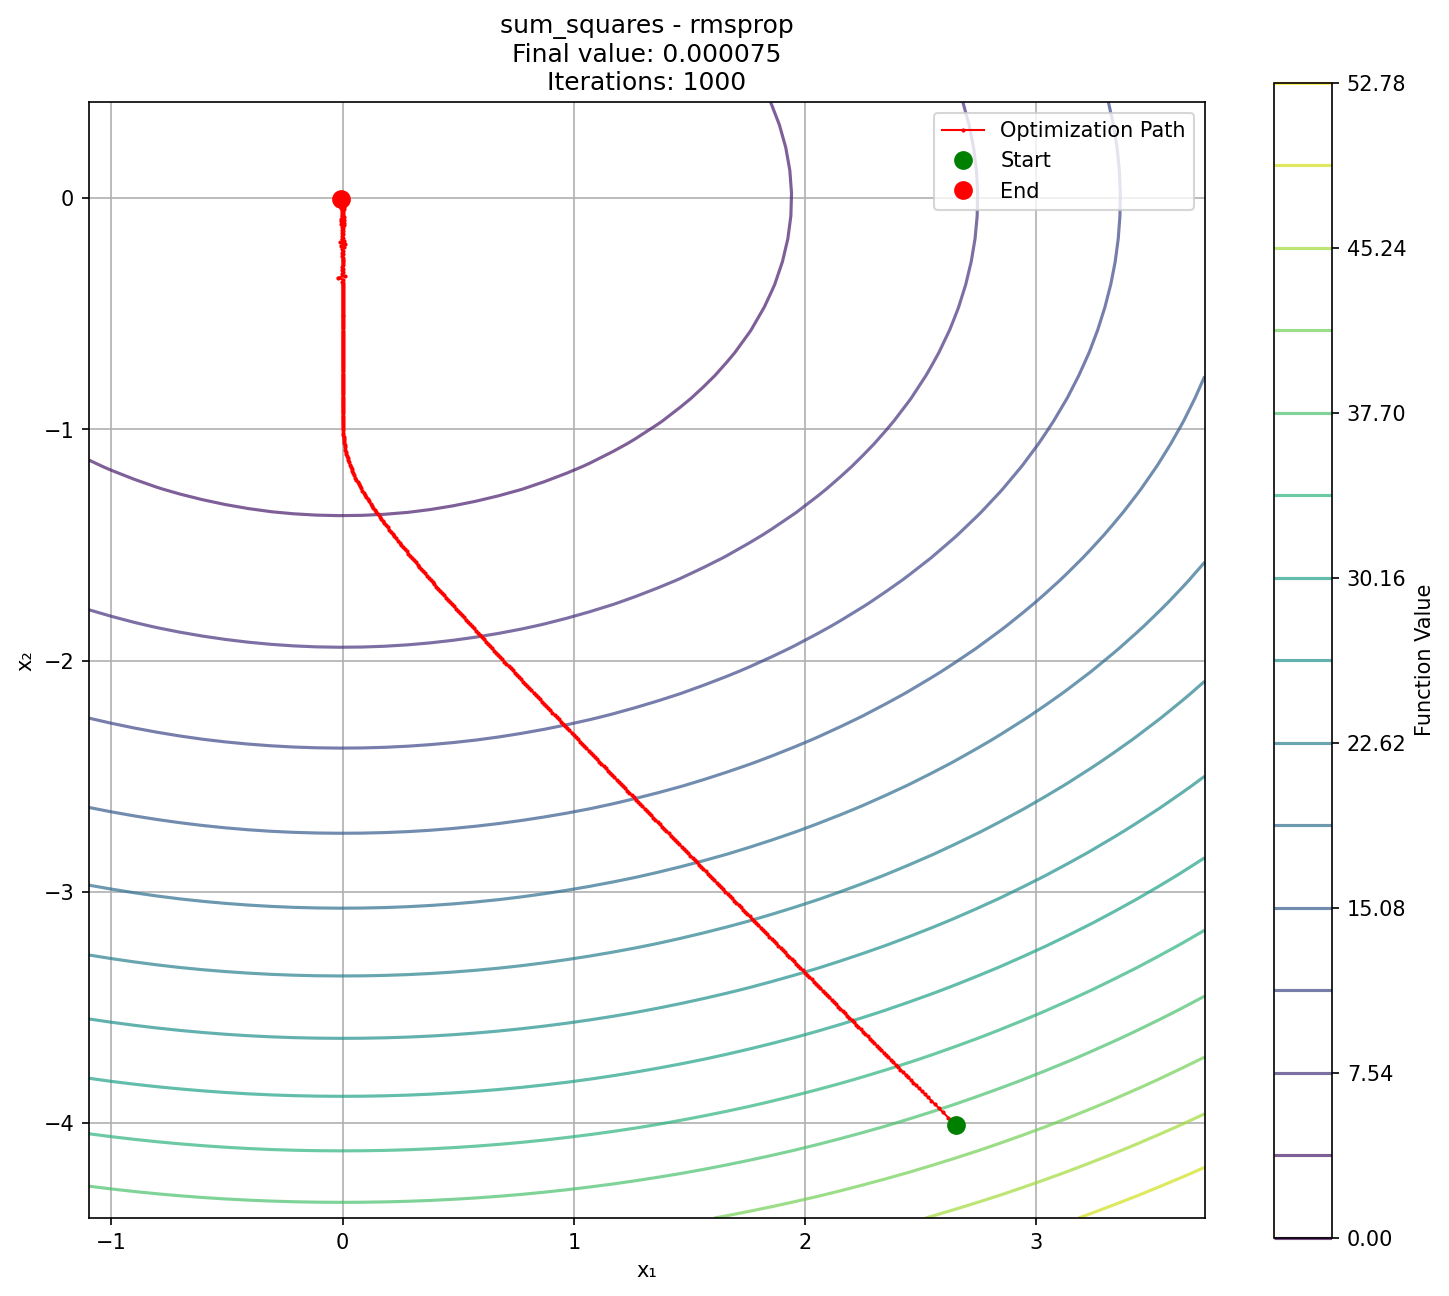 sum_squares - rmsprop
Final value: 0.000075
Iterations: 1000
Optimization Path
Start
End
0
−1
−2
−3
−4
x₂
−1
0
1
2
3
x₁
52.78
45.24
37.70
30.16
22.62
15.08
7.54
0.00
Function Value